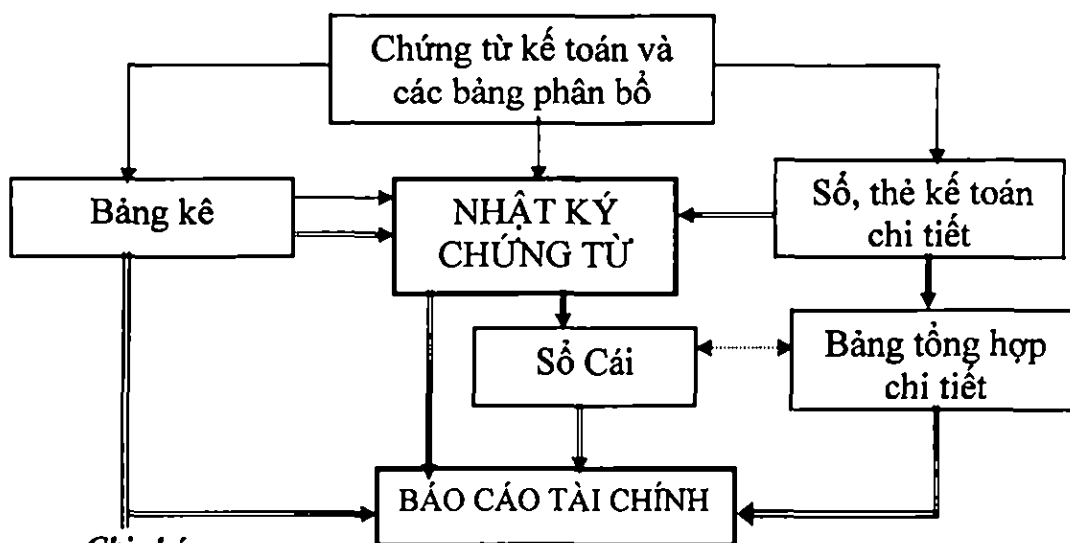 Chứng từ kế toán và
các bảng phân bổ
Bảng kê
NHẬT KÝ
CHỨNG TỪ
Sổ, thẻ kế toán
chi tiết
Sổ Cái
Bảng tổng hợp
chi tiết
BÁO CÁO TÀI CHÍNH